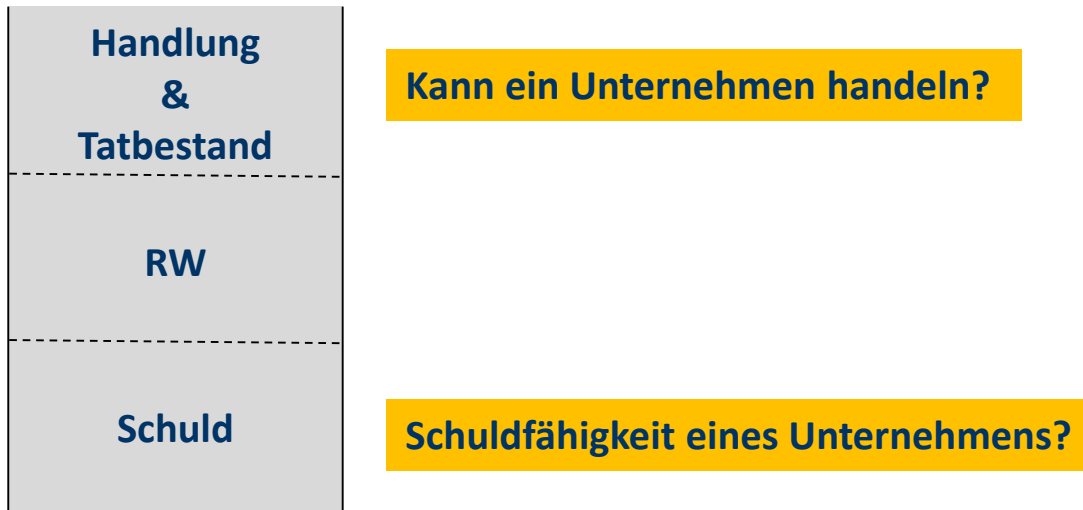 Handlung
&
Tatbestand
Kann ein Unternehmen handeln?
RW
Schuld
Schuldfähigkeit eines Unternehmens?